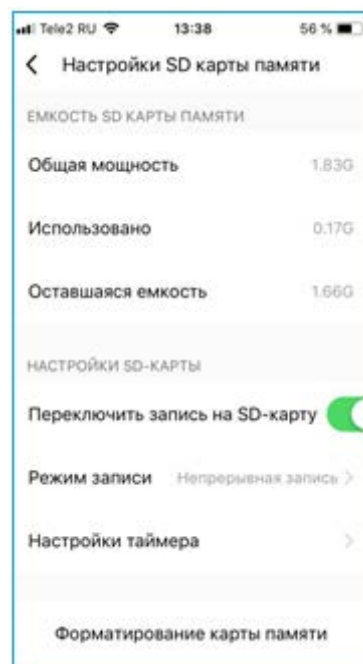 Tele2 RU 13:38 56 %
Настройки SD карты памяти
ЕМКОСТЬ SD КАРТЫ ПАМЯТИ
Общая мощность 1.83G
Использовано 0.17G
Оставшаяся емкость 1.66G
НАСТРОЙКИ SD-КАРТЫ
Переключить запись на SD-карту
Режим записи Непрерывная запись >
Настройки таймера >
Форматирование карты памяти